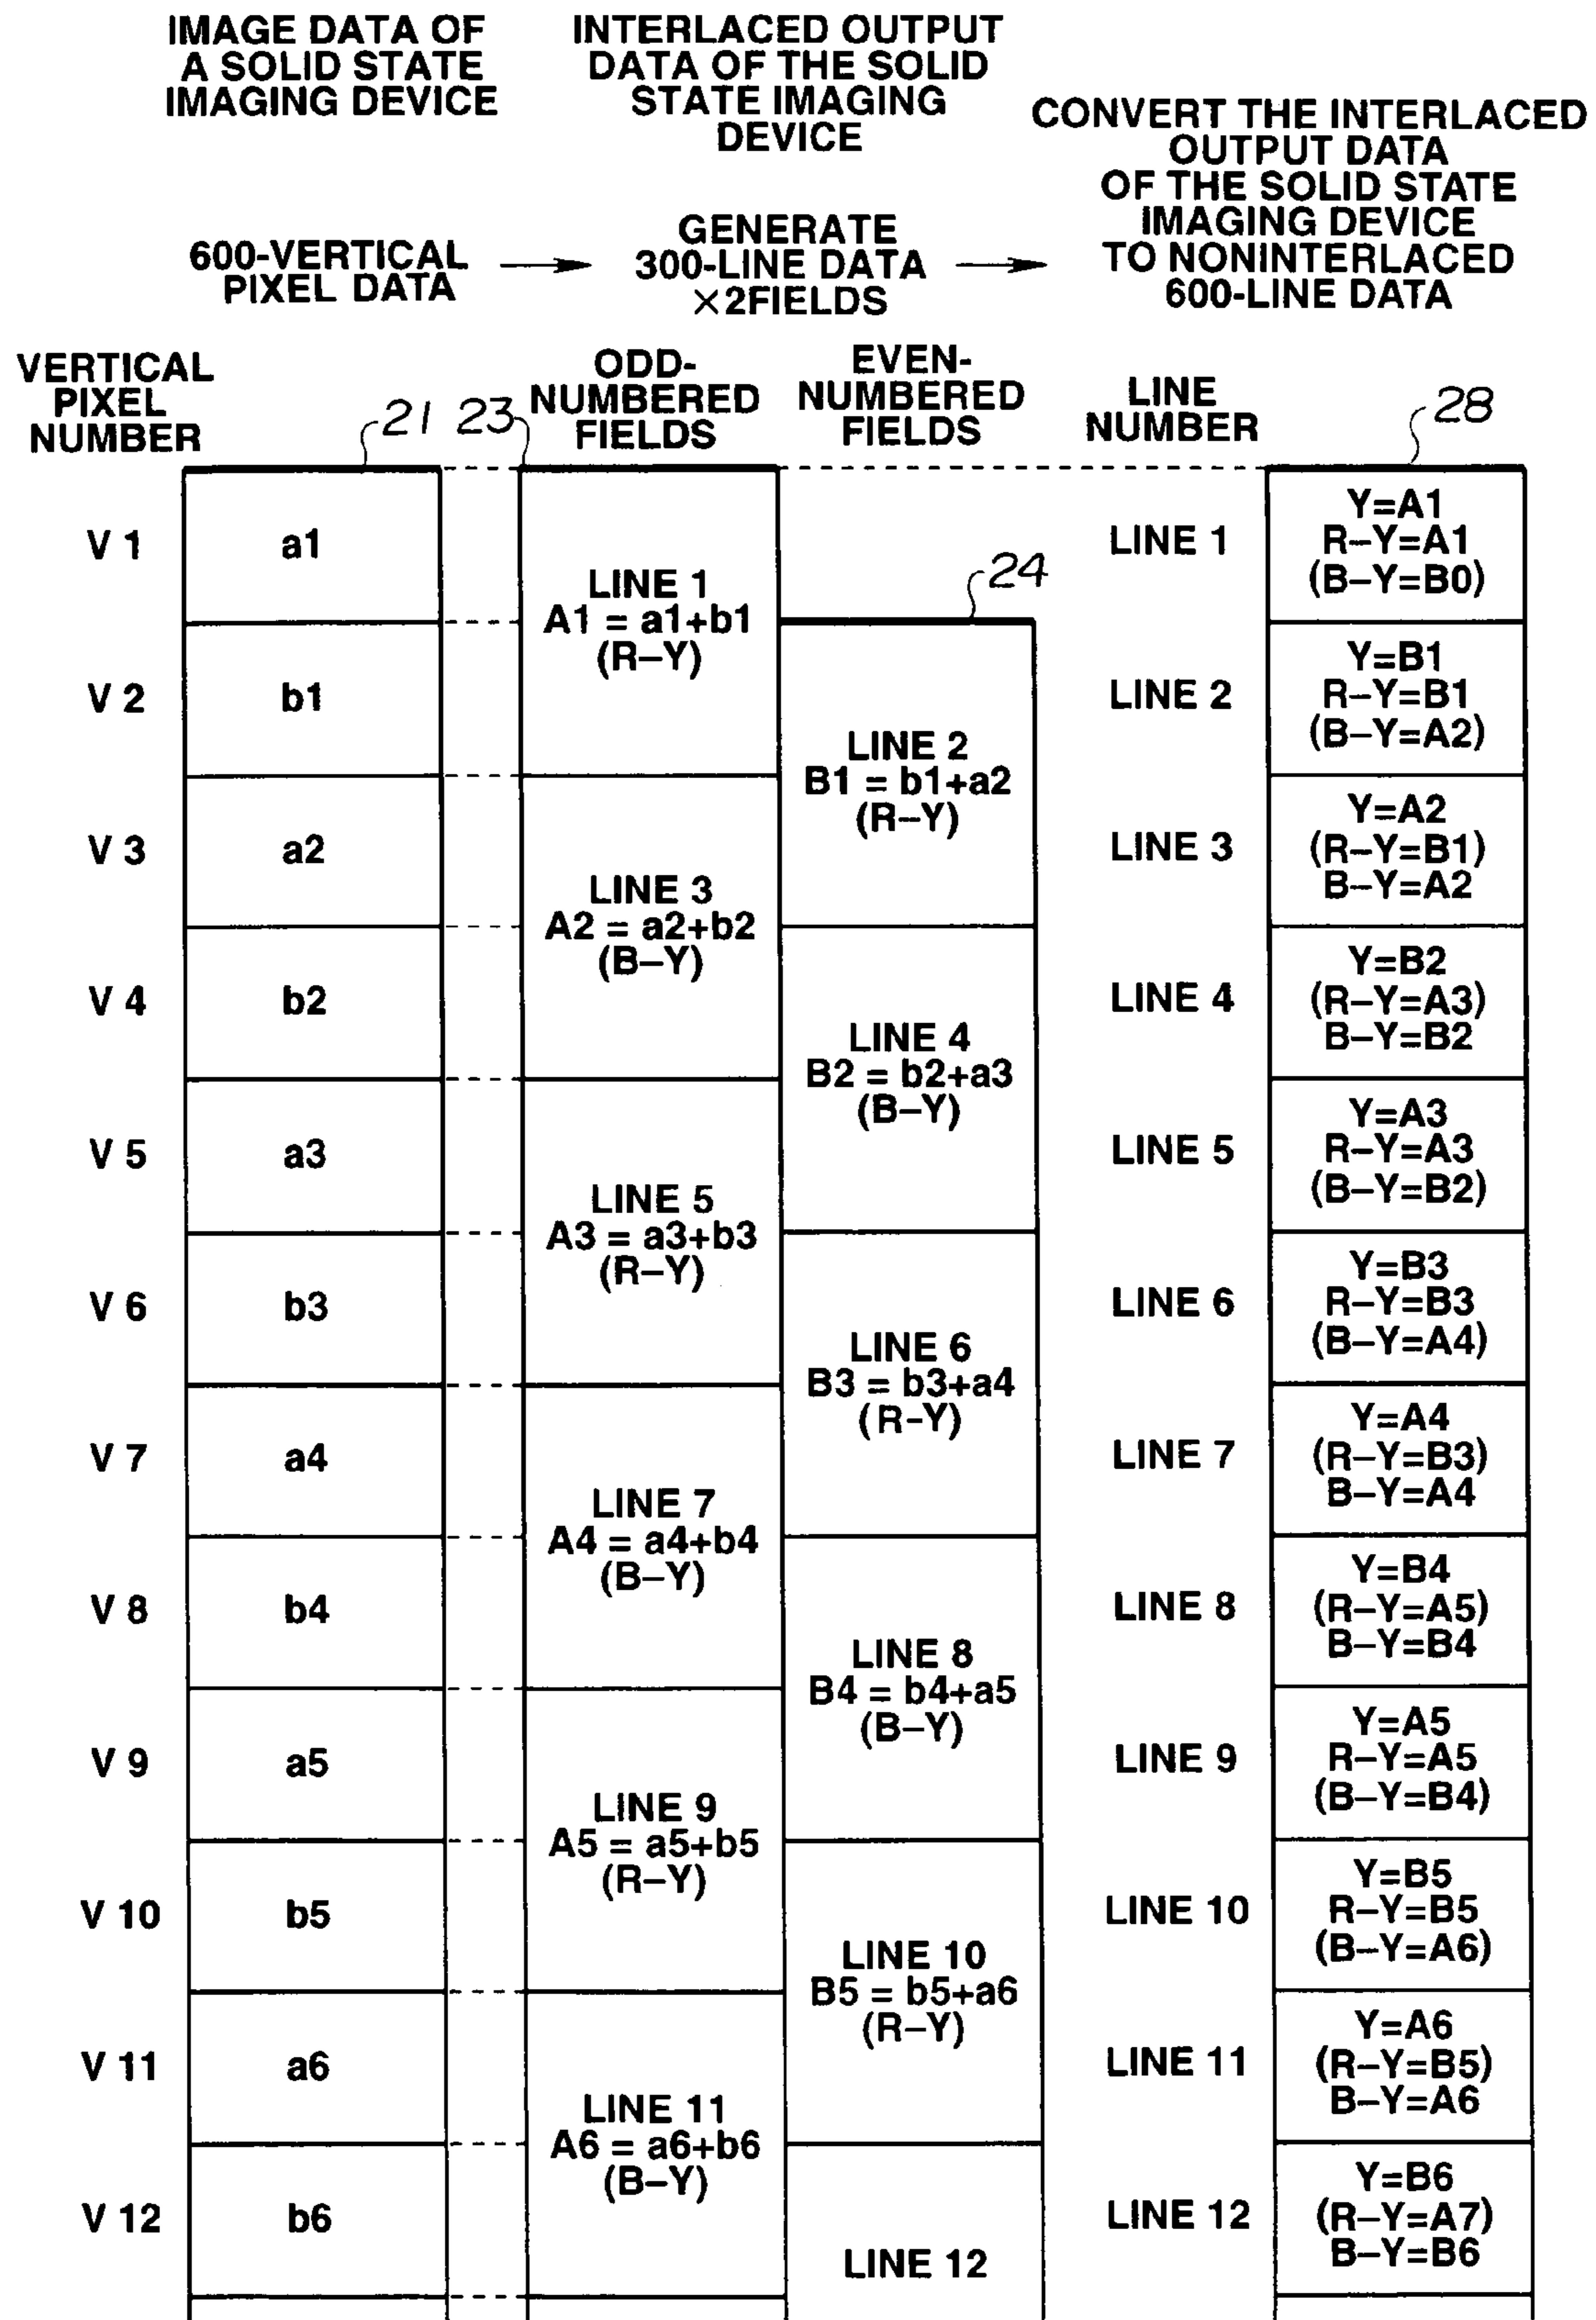 IMAGE DATA OF
A SOLID STATE
IMAGING DEVICE
INTERLACED OUTPUT
DATA OF THE SOLID
STATE IMAGING
DEVICE
CONVERT THE INTERLACED
OUTPUT DATA
OF THE SOLID STATE
IMAGING DEVICE
TO NONINTERLACED
600-LINE DATA
600-VERTICAL
PIXEL DATA
GENERATE
300-LINE DATA
×2FIELDS
VERTICAL
PIXEL
NUMBER
21
23
ODD-
NUMBERED
FIELDS
EVEN-
NUMBERED
FIELDS
24
LINE
NUMBER
28
V 1
a1
V 2
b1
V 3
a2
V 4
b2
V 5
a3
V 6
b3
V 7
a4
V 8
b4
V 9
a5
V 10
b5
V 11
a6
V 12
b6
LINE 1
A1 = a1+b1
(R–Y)
LINE 3
A2 = a2+b2
(B–Y)
LINE 5
A3 = a3+b3
(R–Y)
LINE 7
A4 = a4+b4
(B–Y)
LINE 9
A5 = a5+b5
(R–Y)
LINE 11
A6 = a6+b6
(B–Y)
LINE 2
B1 = b1+a2
(R–Y)
LINE 4
B2 = b2+a3
(B–Y)
LINE 6
B3 = b3+a4
(R-Y)
LINE 8
B4 = b4+a5
(B–Y)
LINE 10
B5 = b5+a6
(R–Y)
LINE 12
LINE 1
Y=A1
R–Y=A1
(B–Y=B0)
LINE 2
Y=B1
R–Y=B1
(B–Y=A2)
LINE 3
Y=A2
(R–Y=B1)
B–Y=A2
LINE 4
Y=B2
(R–Y=A3)
B–Y=B2
LINE 5
Y=A3
R–Y=A3
(B–Y=B2)
LINE 6
Y=B3
R–Y=B3
(B–Y=A4)
LINE 7
Y=A4
(R–Y=B3)
B–Y=A4
LINE 8
Y=B4
(R–Y=A5)
B–Y=B4
LINE 9
Y=A5
R–Y=A5
(B–Y=B4)
LINE 10
Y=B5
R–Y=B5
(B–Y=A6)
LINE 11
Y=A6
(R–Y=B5)
B–Y=A6
LINE 12
Y=B6
(R–Y=A7)
B–Y=B6